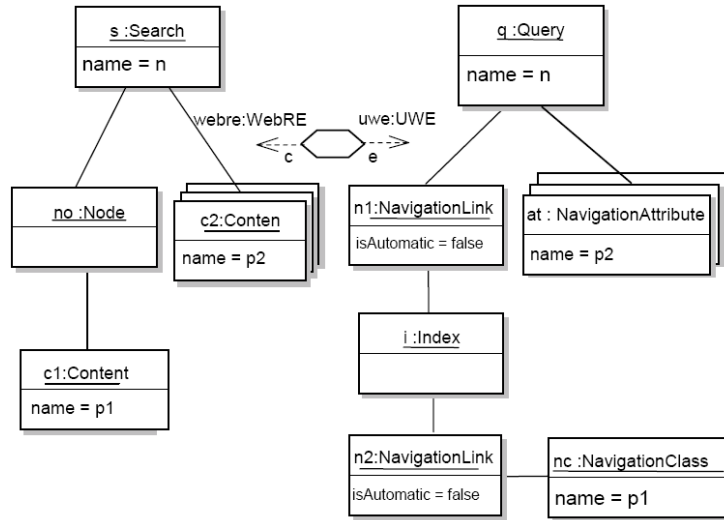 s :Search
name = n
q :Query
name = n
webre:WebRE
uwe:UWE
c
e
no :Node
c2:Conten
name = p2
n1:NavigationLink
isAutomatic = false
at : NavigationAttribute
name = p2
i :Index
c1:Content
name = p1
n2:NavigationLink
isAutomatic = false
nc :NavigationClass
name = p1